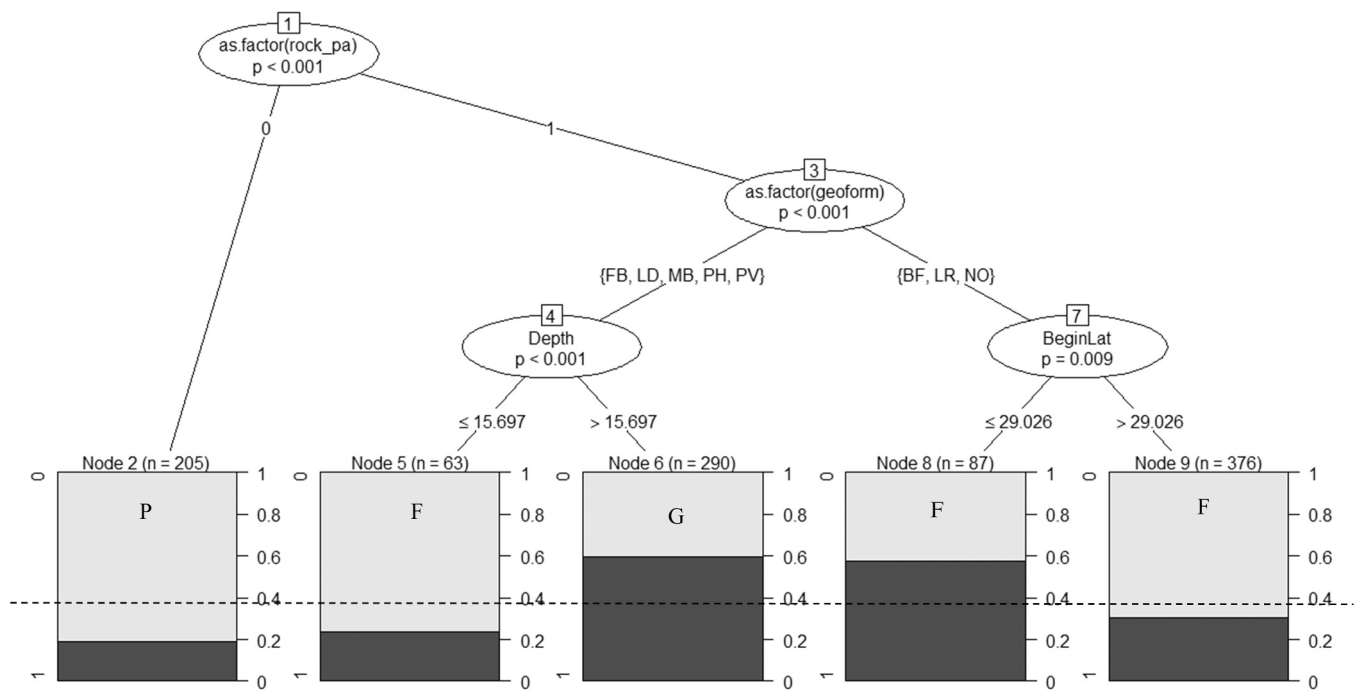 1
as.factor(rock_pa)
p < 0.001
0
1
3
as.factor(geoform)
p < 0.001
{FB, LD, MB, PH, PV}
{BF, LR, NO}
4
Depth
p < 0.001
7
BeginLat
p = 0.009
≤ 15.697
> 15.697
≤ 29.026
> 29.026
Node 2 (n = 205)
0
1
P
1
0.8
0.6
0.4
0.2
0
Node 5 (n = 63)
0
1
F
1
0.8
0.6
0.4
0.2
0
Node 6 (n = 290)
0
1
G
1
0.8
0.6
0.4
0.2
0
Node 8 (n = 87)
0
1
F
1
0.8
0.6
0.4
0.2
0
Node 9 (n = 376)
0
1
F
1
0.8
0.6
0.4
0.2
0